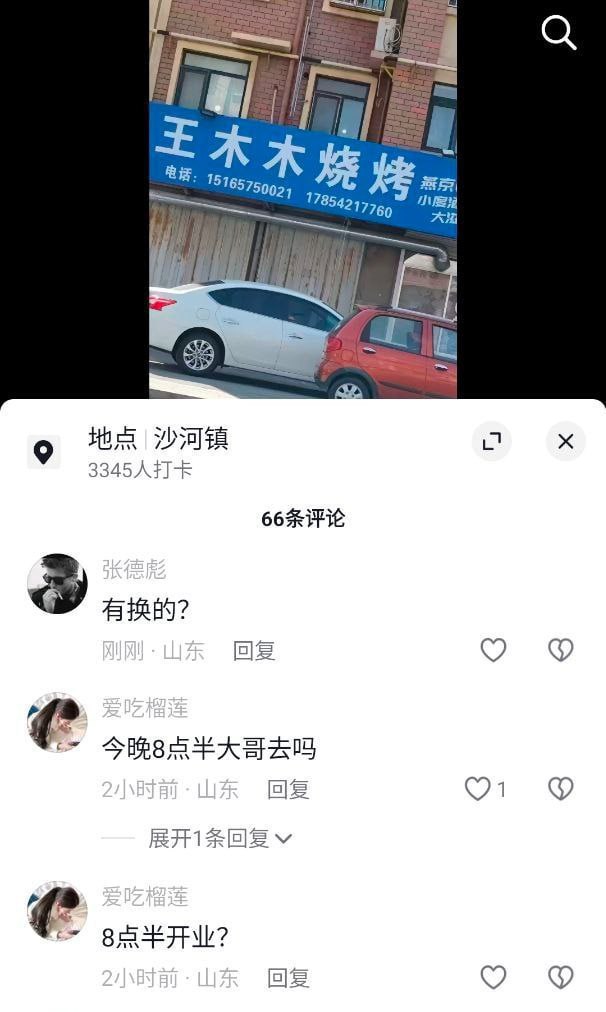 王木木烧烤
电话：15165750021 17854217760
燕京
小厦
大
地点 | 沙河镇
3345人打卡
66条评论
张德彪
有换的?
刚刚 · 山东 回复
爱吃榴莲
今晚8点半大哥去吗
2小时前 · 山东 回复
1
展开1条回复
爱吃榴莲
8点半开业?
2小时前 · 山东 回复